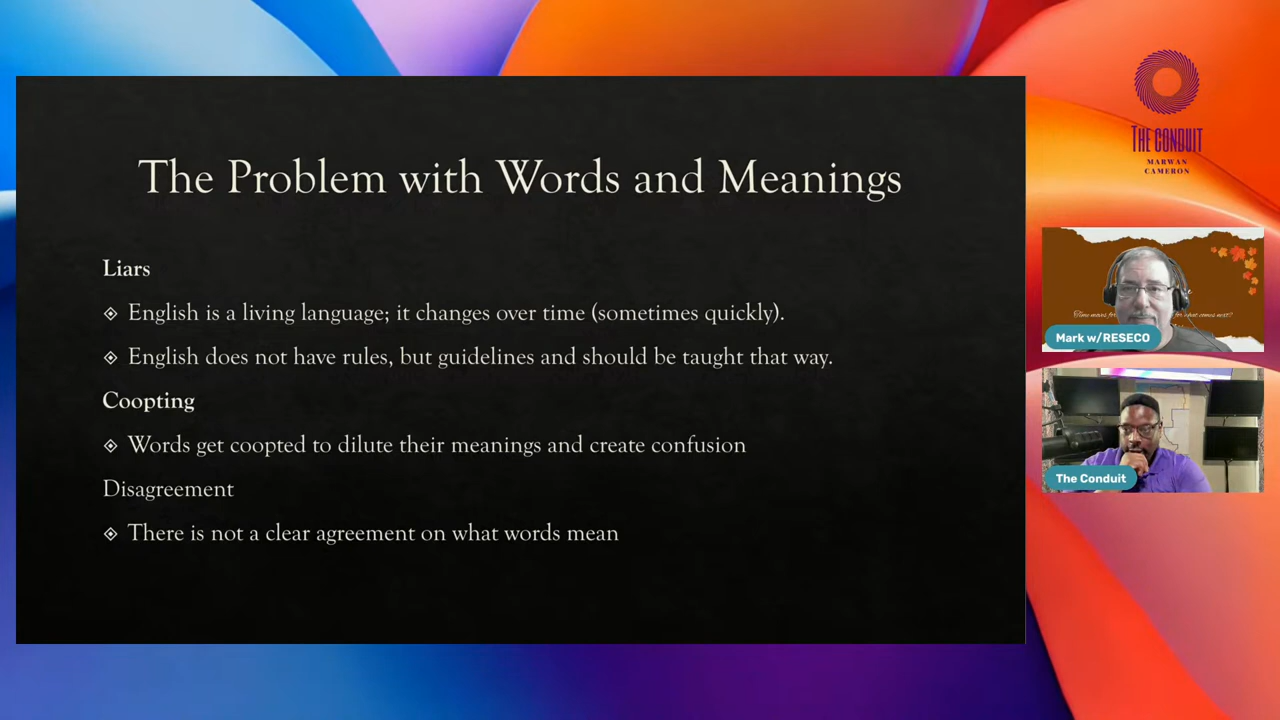 The Problem with Words and Meanings
Liars
English is a living language; it changes over time (sometimes quickly).
English does not have rules, but guidelines and should be taught that way.
Coopting
Words get coopted to dilute their meanings and create confusion
Disagreement
There is not a clear agreement on what words mean
THE CONDUIT
MARWAN
CAMERON
what comes next?
Mark w/RESECO
The Conduit